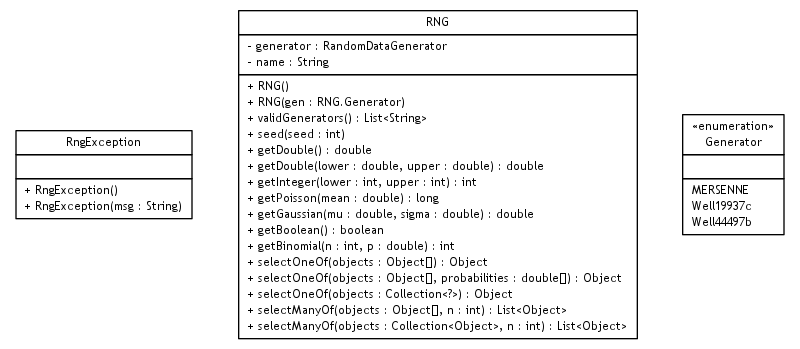 RngException
+ RngException()
+ RngException(msg : String)
RNG
- generator : RandomDataGenerator
- name : String
+ RNG()
+ RNG(gen : RNG.Generator)
+ validGenerators() : List<String>
+ seed(seed : int)
+ getDouble() : double
+ getDouble(lower : double, upper : double) : double
+ getInteger(lower : int, upper : int) : int
+ getPoisson(mean : double) : long
+ getGaussian(mu : double, sigma : double) : double
+ getBoolean() : boolean
+ getBinomial(n : int, p : double) : int
+ selectOneOf(objects : Object[]) : Object
+ selectOneOf(objects : Object[], probabilities : double[]) : Object
+ selectOneOf(objects : Collection<?>) : Object
+ selectManyOf(objects : Object[], n : int) : List<Object>
+ selectManyOf(objects : Collection<Object>, n : int) : List<Object>
«enumeration»
Generator
MERSENNE
Well19937c
Well44497b